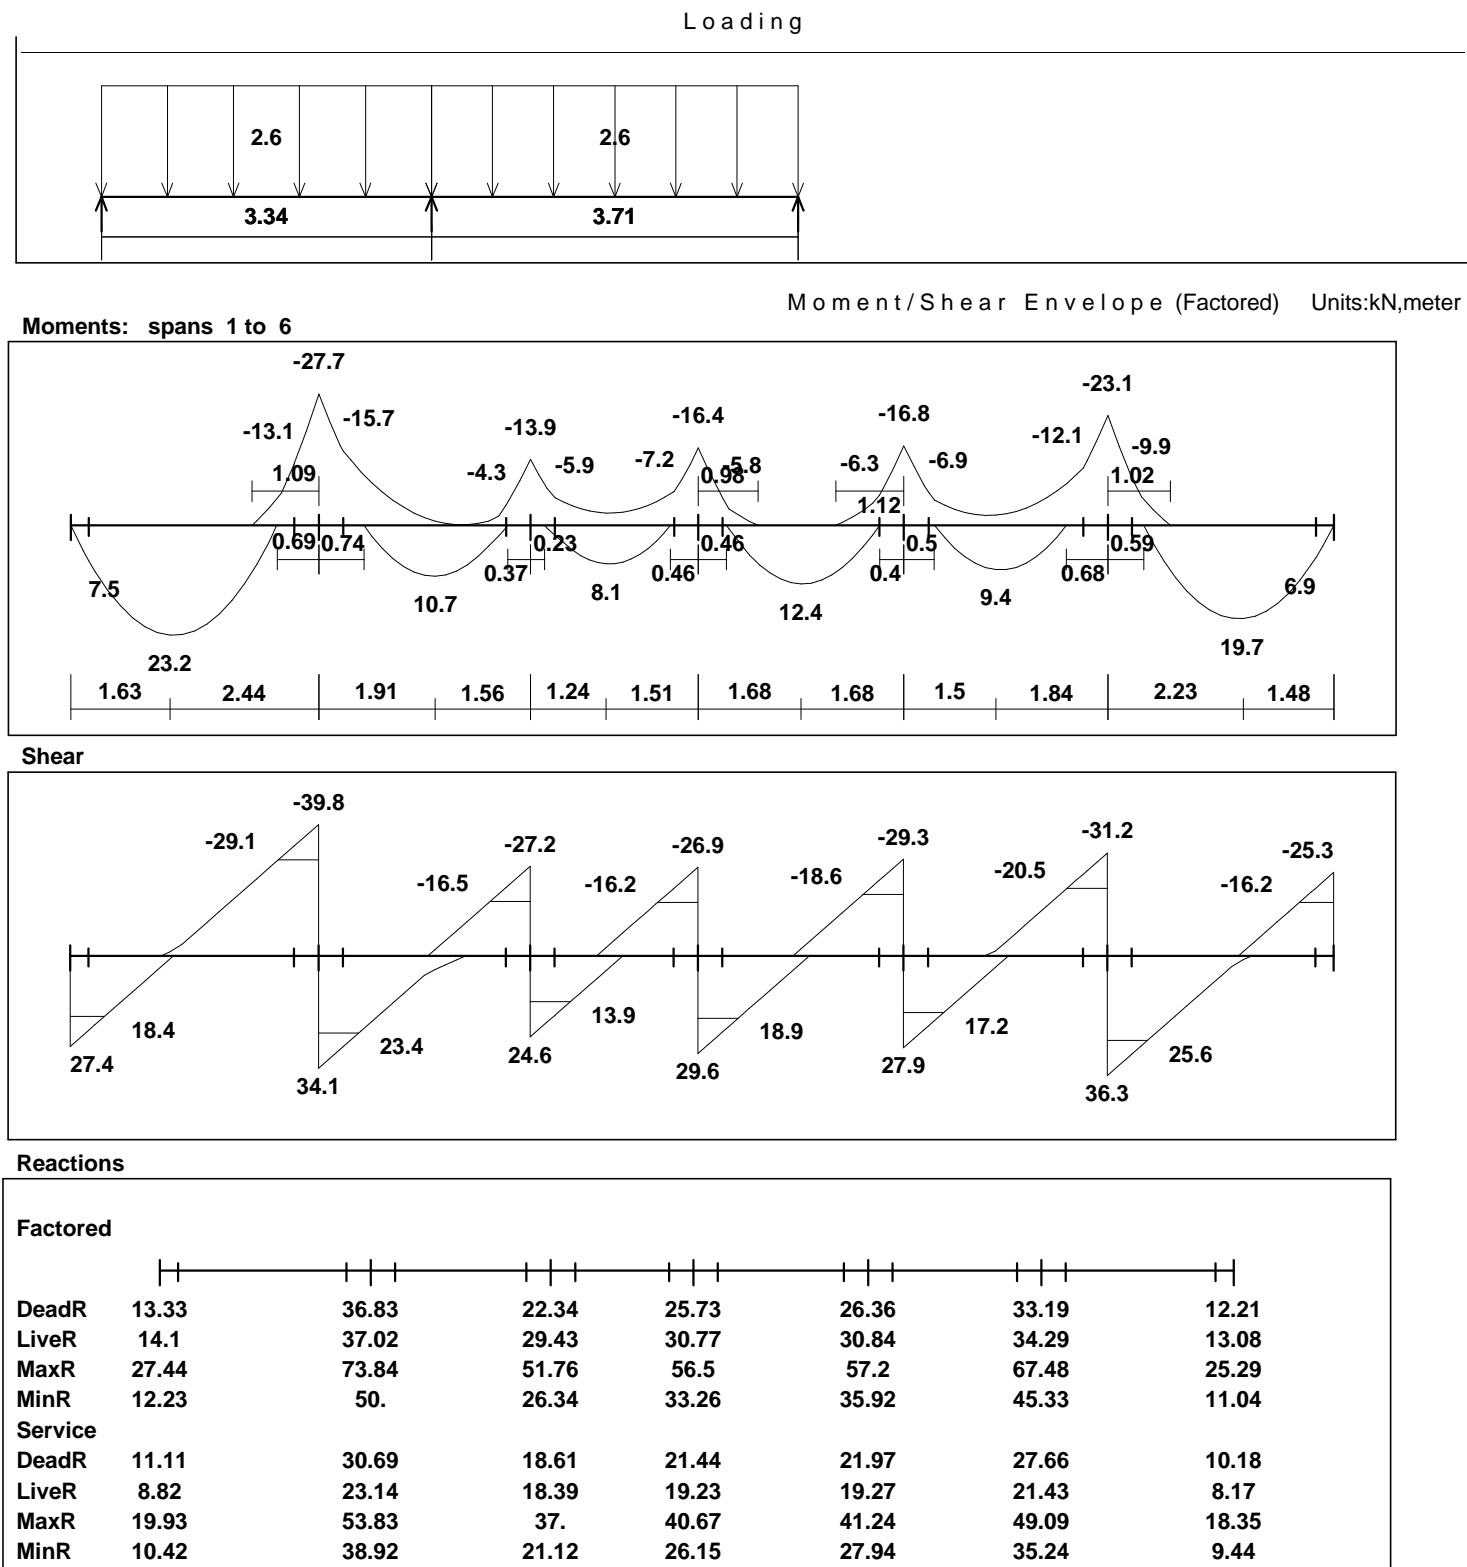 Loading
2.6 2.6
3.34 3.71
Moment/Shear Envelope (Factored) Units:kN,meter
Moments: spans 1 to 6
-27.7
-23.1
-15.7 -16.4 -16.8
-13.1 -13.9 -12.1 -9.9
-4.3 -5.9 -7.2 -5.8 -6.3 -6.9
1.09 0.98 1.02
1.12
0.69 0.74 0.23 0.46 0.5 0.59
0.37 0.46 0.4 0.68
7.5 8.1 6.9
10.7 12.4 9.4
23.2 19.7
1.63 2.44 1.91 1.56 1.24 1.51 1.68 1.68 1.5 1.84 2.23 1.48
Shear
-39.8
-29.1 -27.2 -26.9 -29.3 -31.2 -25.3
-16.5 -16.2 -18.6 -20.5 -16.2
18.4 23.4 13.9 18.9 17.2 25.6
27.4 34.1 24.6 29.6 27.9 36.3
Reactions
Factored
DeadR 13.33 36.83 22.34 25.73 26.36 33.19 12.21
LiveR 14.1 37.02 29.43 30.77 30.84 34.29 13.08
MaxR 27.44 73.84 51.76 56.5 57.2 67.48 25.29
MinR 12.23 50. 26.34 33.26 35.92 45.33 11.04
Service
DeadR 11.11 30.69 18.61 21.44 21.97 27.66 10.18
LiveR 8.82 23.14 18.39 19.23 19.27 21.43 8.17
MaxR 19.93 53.83 37. 40.67 41.24 49.09 18.35
MinR 10.42 38.92 21.12 26.15 27.94 35.24 9.44